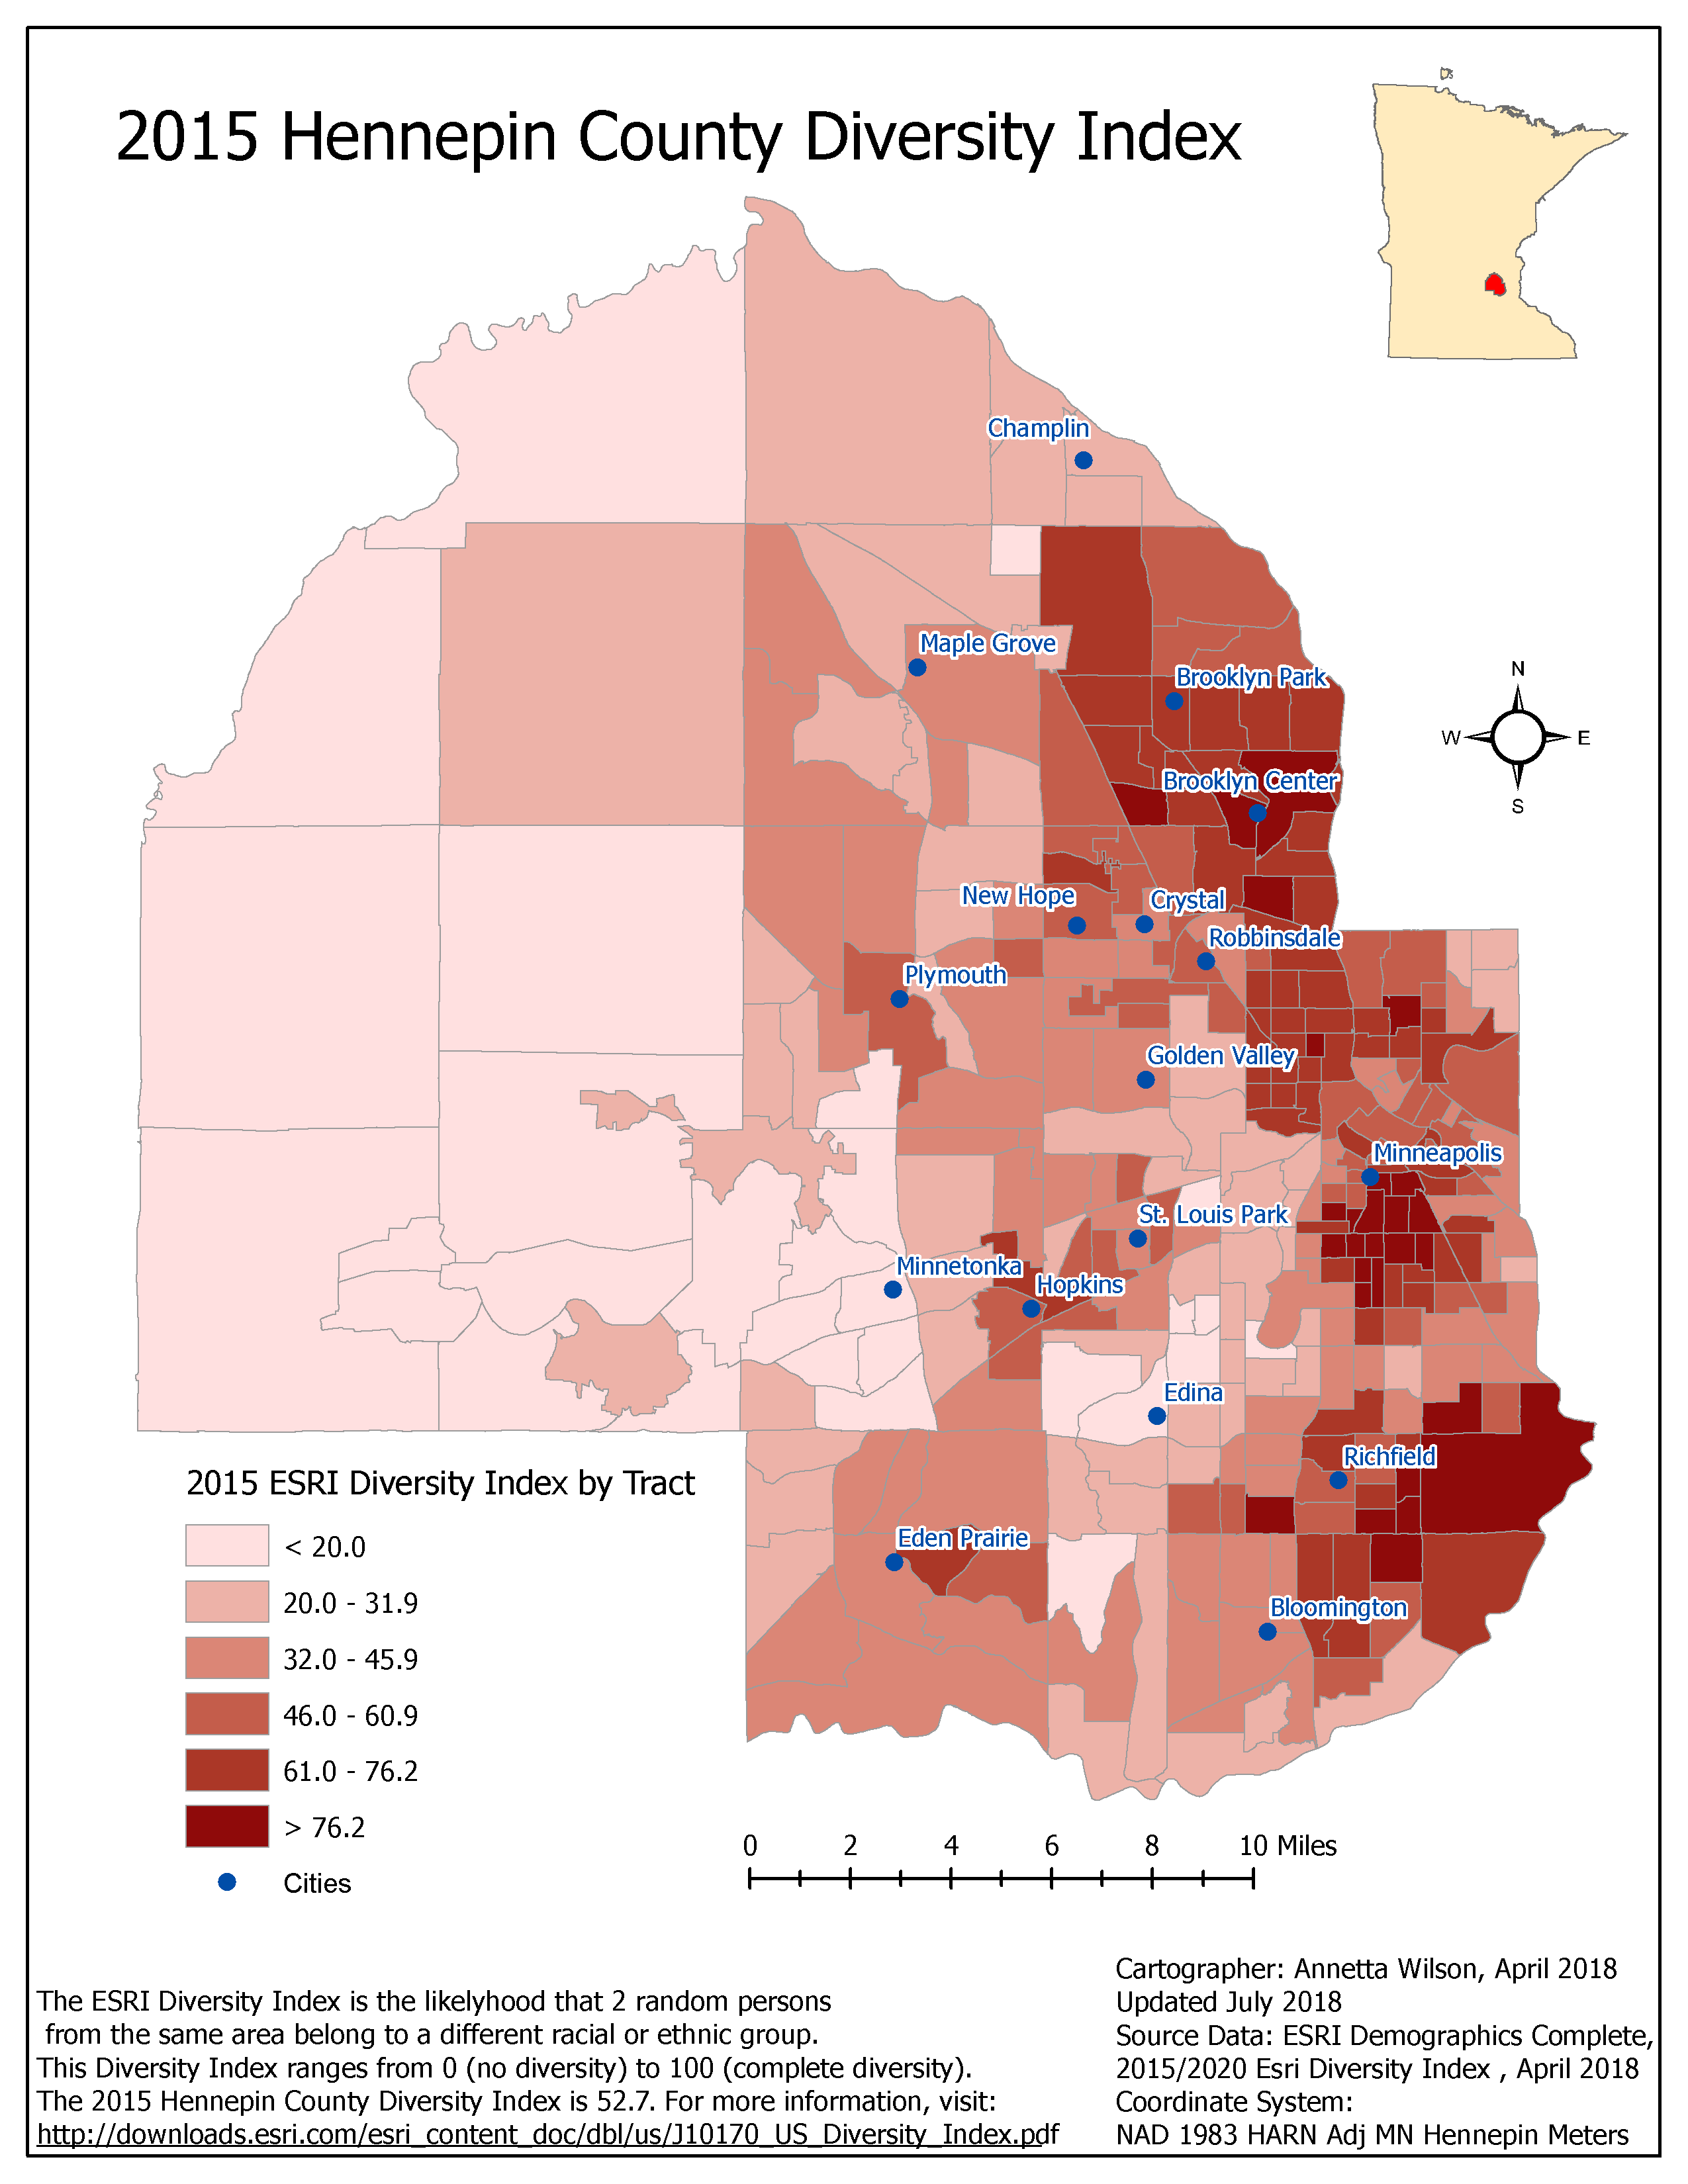 2015 Hennepin County Diversity Index
Champlin
Maple Grove
Brooklyn Park
N
W
E
S
Brooklyn Center
New Hope
Crystal
Robbinsdale
Plymouth
Golden Valley
Minneapolis
St. Louis Park
Minnetonka
Hopkins
Edina
Richfield
Eden Prairie
Bloomington
2015 ESRI Diversity Index by Tract
< 20.0
20.0 - 31.9
32.0 - 45.9
46.0 - 60.9
61.0 - 76.2
> 76.2
Cities
0 2 4 6 8 10 Miles
The ESRI Diversity Index is the likelyhood that 2 random persons
from the same area belong to a different racial or ethnic group.
This Diversity Index ranges from 0 (no diversity) to 100 (complete diversity).
The 2015 Hennepin County Diversity Index is 52.7. For more information, visit:
http://downloads.esri.com/esri_content_doc/dbl/us/J10170_US_Diversity_Index.pdf
Cartographer: Annetta Wilson, April 2018
Updated July 2018
Source Data: ESRI Demographics Complete,
2015/2020 Esri Diversity Index , April 2018
Coordinate System:
NAD 1983 HARN Adj MN Hennepin Meters